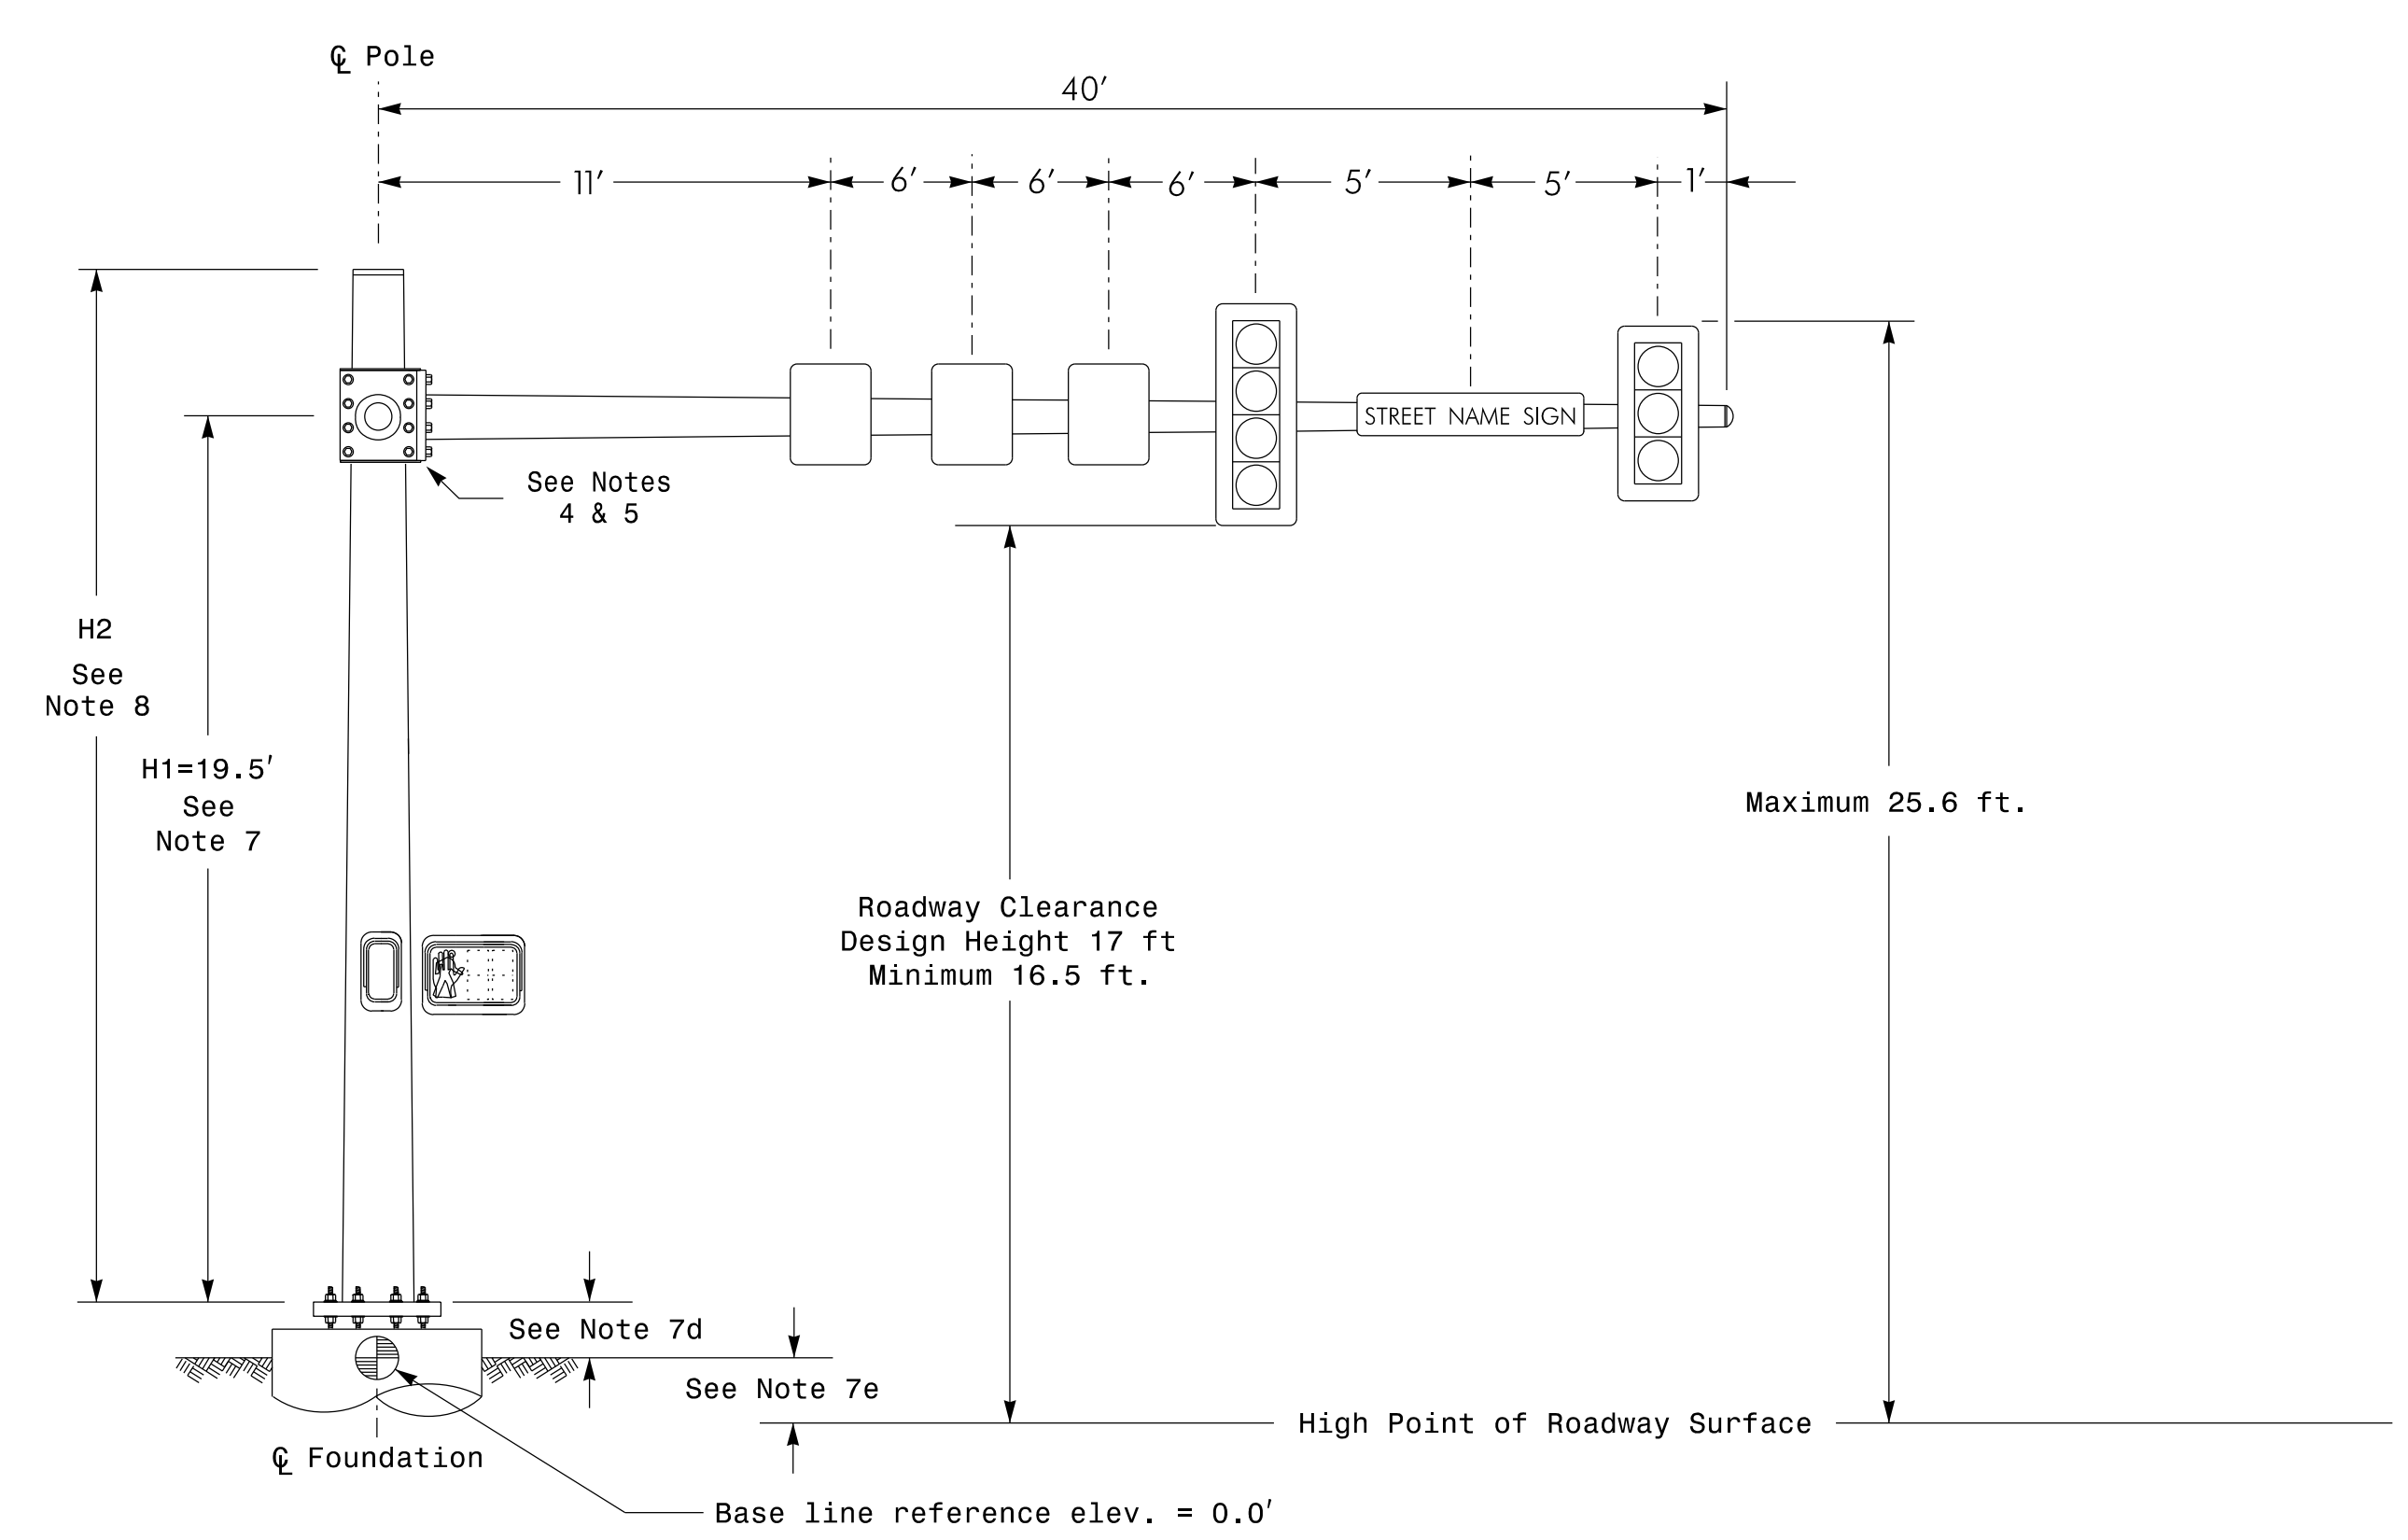 ℄ Pole
40'
11'
6'
6'
6'
5'
5'
1'
STREET NAME SIGN
See Notes
4 & 5
H2
See
Note 8
H1=19.5'
See
Note 7
Maximum 25.6 ft.
Roadway Clearance
Design Height 17 ft
Minimum 16.5 ft.
See Note 7d
See Note 7e
High Point of Roadway Surface
℄ Foundation
Base line reference elev. = 0.0'